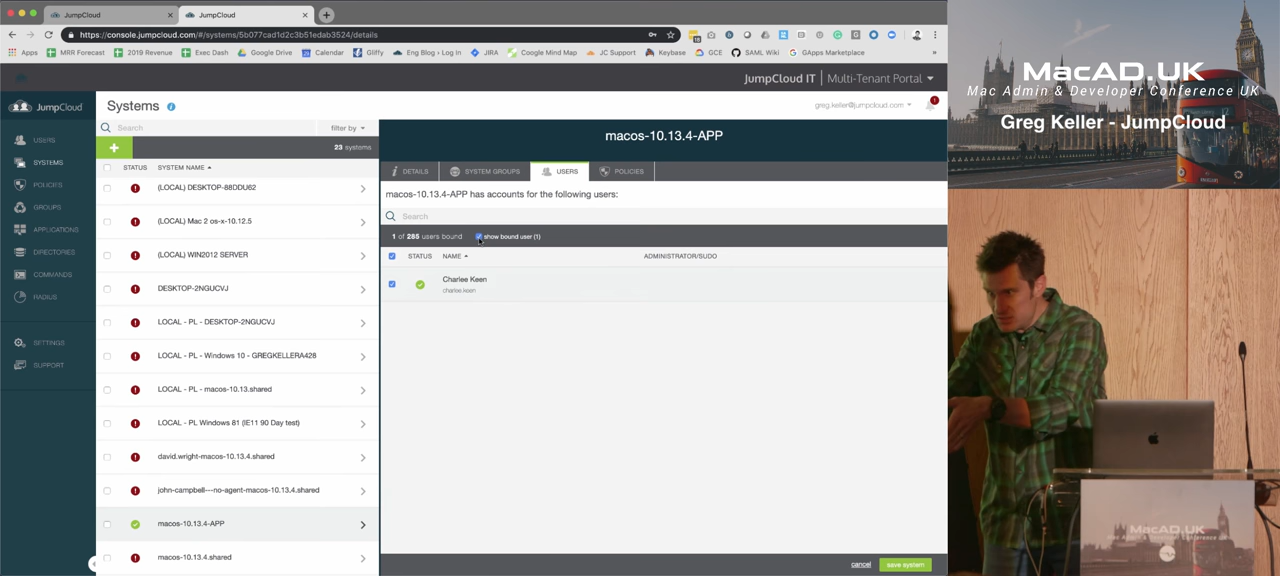 JumpCloud
JumpCloud
https://console.jumpcloud.com/#/systems/5b077cad1d2c3b51edab3524/details
Apps
MRR Forecast
2019 Revenue
Exec Dash
Google Drive
Calendar
Gliffy
Eng Blog › Log In
JIRA
Google Mind Map
JC Support
Keybase
GCE
SAML Wiki
GApps Marketplace
»
JumpCloud IT | Multi-Tenant Portal
JumpCloud
Systems
greg.keller@jumpcloud.com
USERS
SYSTEMS
POLICIES
GROUPS
APPLICATIONS
DIRECTORIES
COMMANDS
RADIUS
SETTINGS
SUPPORT
Search
filter by
+
23 systems
STATUS SYSTEM NAME
(LOCAL) DESKTOP-88DDU62
(LOCAL) Mac 2 os-x-10.12.5
(LOCAL) WIN2012 SERVER
DESKTOP-2NGUCVJ
LOCAL - PL - DESKTOP-2NGUCVJ
LOCAL - PL - Windows 10 - GREGKELLERA428
LOCAL - PL - macos-10.13.shared
LOCAL - PL Windows 81 (IE11 90 Day test)
david.wright-macos-10.13.4.shared
john-campbell---no-agent-macos-10.13.4.shared
macos-10.13.4-APP
macos-10.13.4.shared
macos-10.13.4-APP
DETAILS
SYSTEM GROUPS
USERS
POLICIES
macos-10.13.4-APP has accounts for the following users:
Search
1 of 285 users bound
show bound user (1)
STATUS NAME ADMINISTRATOR/SUDO
Charlee Keen
charlee.keen
cancel
save system
MacAD.UK
Mac Admin & Developer Conference UK
Greg Keller - JumpCloud
MacAD.UK
Mac Admin & Developer Conference UK